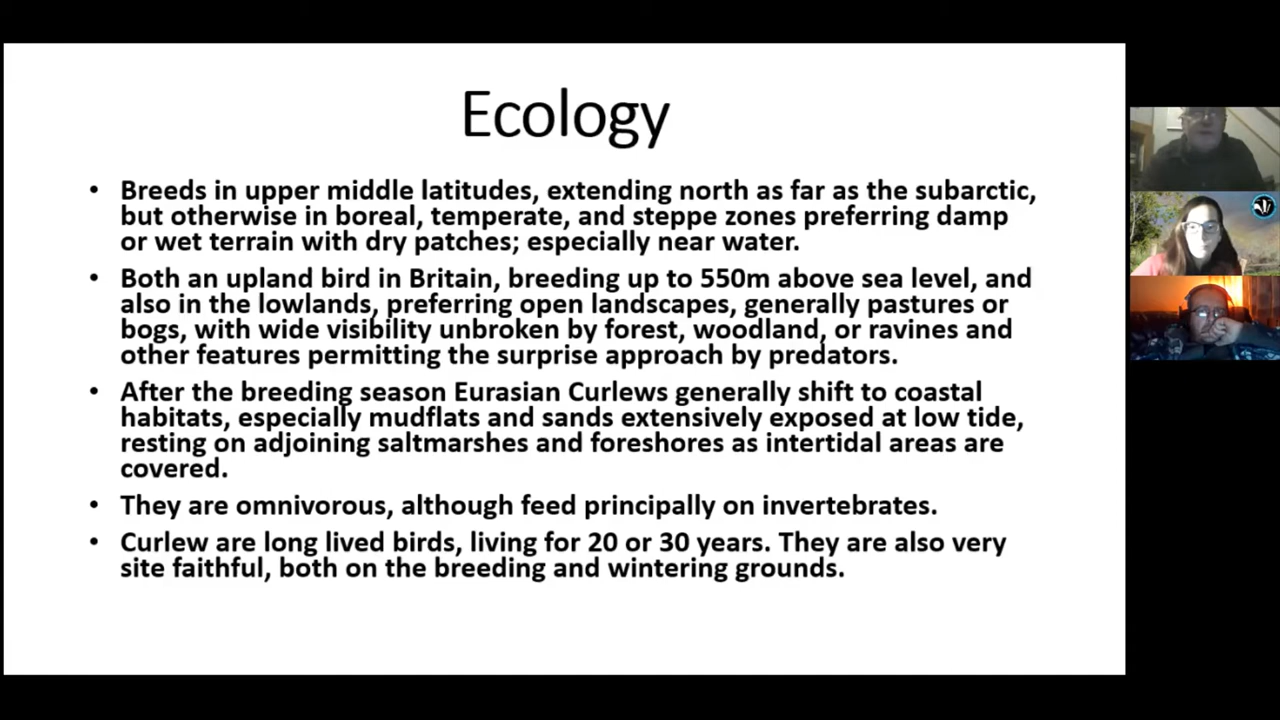 Ecology
• Breeds in upper middle latitudes, extending north as far as the subarctic,
but otherwise in boreal, temperate, and steppe zones preferring damp
or wet terrain with dry patches; especially near water.
• Both an upland bird in Britain, breeding up to 550m above sea level, and
also in the lowlands, preferring open landscapes, generally pastures or
bogs, with wide visibility unbroken by forest, woodland, or ravines and
other features permitting the surprise approach by predators.
• After the breeding season Eurasian Curlews generally shift to coastal
habitats, especially mudflats and sands extensively exposed at low tide,
resting on adjoining saltmarshes and foreshores as intertidal areas are
covered.
• They are omnivorous, although feed principally on invertebrates.
• Curlew are long lived birds, living for 20 or 30 years. They are also very
site faithful, both on the breeding and wintering grounds.